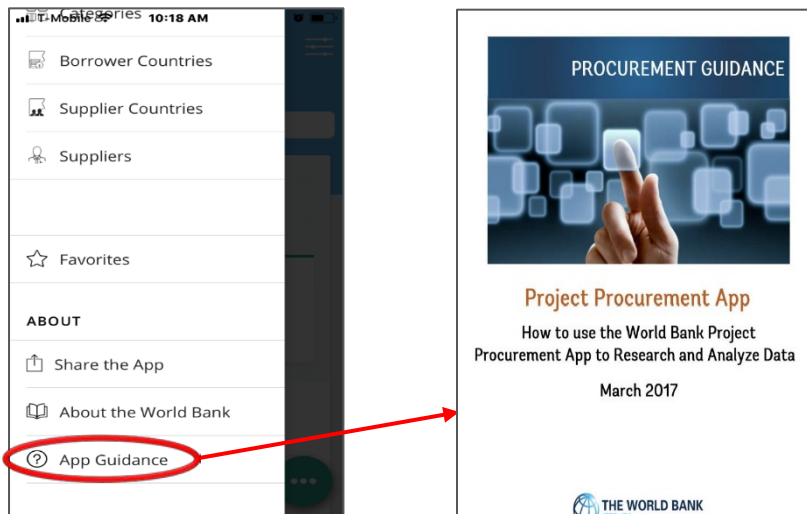 T-Mobile
10:18 AM
Categories
Borrower Countries
Supplier Countries
Suppliers
Favorites
ABOUT
Share the App
About the World Bank
App Guidance
PROCUREMENT GUIDANCE
Project Procurement App
How to use the World Bank Project
Procurement App to Research and Analyze Data
March 2017
THE WORLD BANK